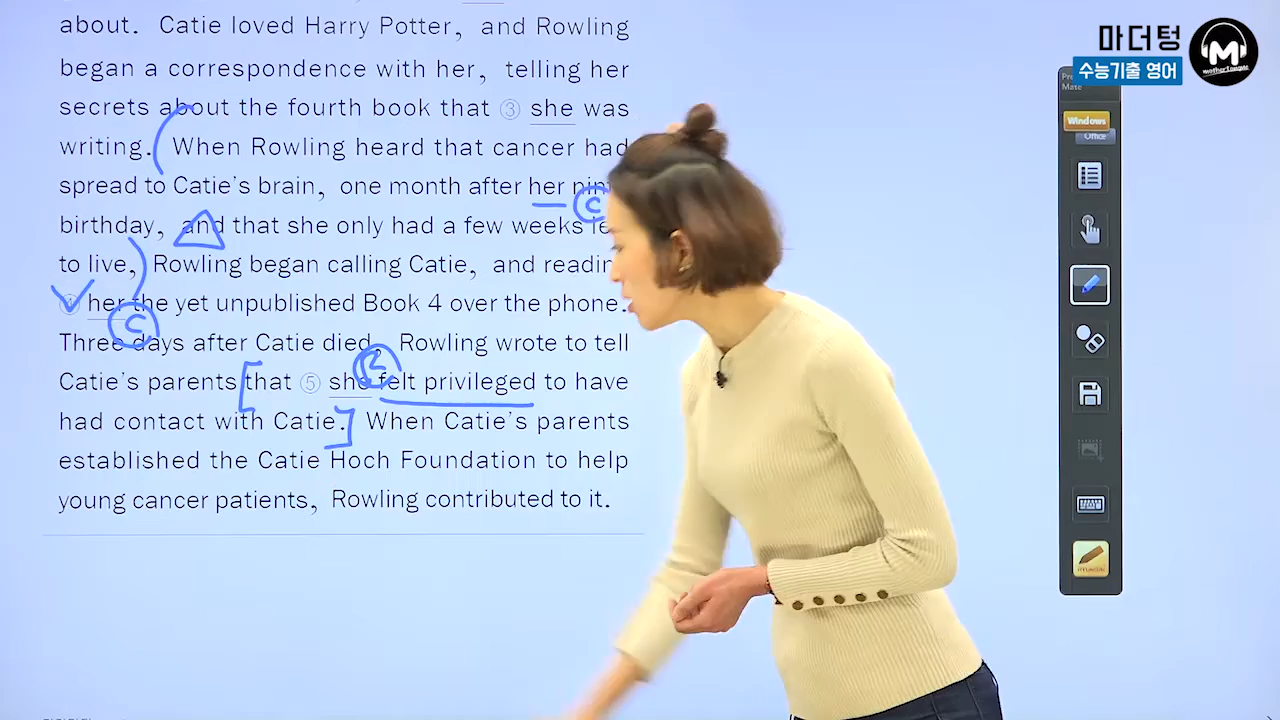 about. Catie loved Harry Potter, and Rowling
began a correspondence with her, telling her
secrets about the fourth book that ③ she was
writing. When Rowling heard that cancer had
spread to Catie's brain, one month after her
birthday, and that she only had a few weeks
to live, Rowling began calling Catie, and
her the yet unpublished Book 4 over the phone.
Three days after Catie died, Rowling wrote to tell
Catie's parents that ⑤ she felt privileged to have
had contact with Catie. When Catie's parents
established the Catie Hoch Foundation to help
young cancer patients, Rowling contributed to it.
C
C
R
마더텅
수능기출 영어
M
mothertongue
Mate
Windows
Office